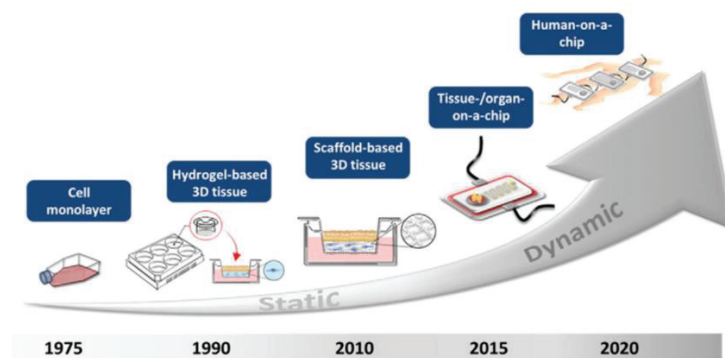 Human-on-a-
chip
Tissue-/organ-
on-a-chip
Scaffold-based
3D tissue
Hydrogel-based
3D tissue
Cell
monolayer
Static
Dynamic
1975 1990 2010 2015 2020